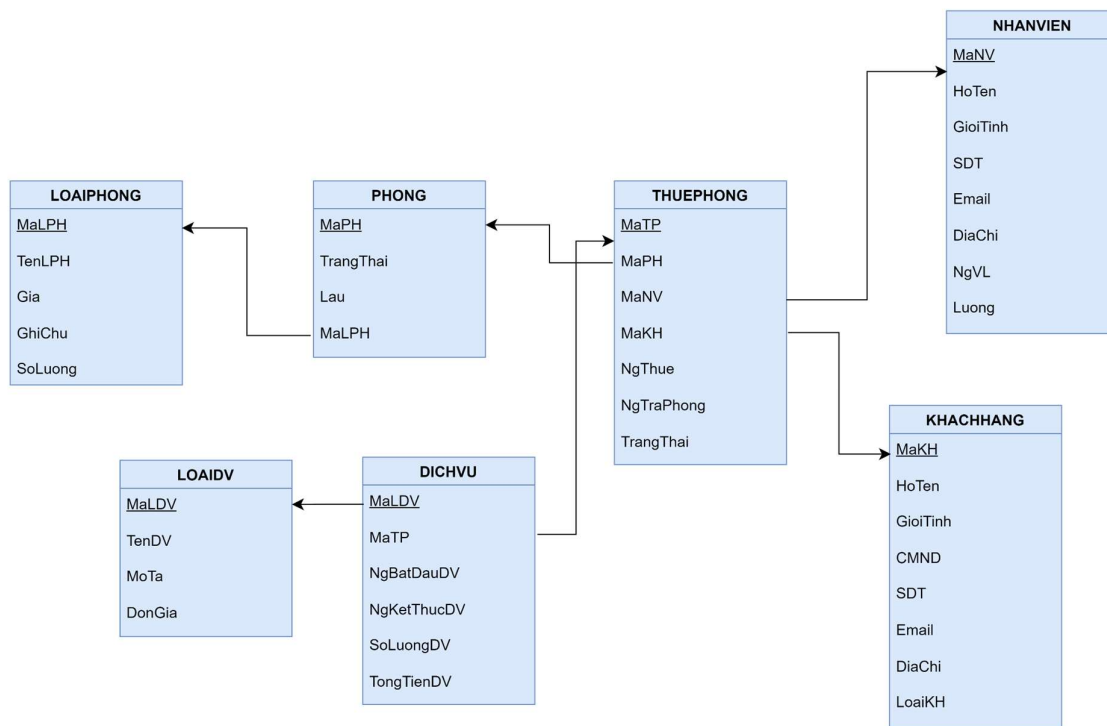 NHANVIEN
MaNV
HoTen
GioiTinh
SDT
Email
DiaChi
NgVL
Luong
LOAIPHONG
MaLPH
TenLPH
Gia
GhiChu
SoLuong
PHONG
MaPH
TrangThai
Lau
MaLPH
THUEPHONG
MaTP
MaPH
MaNV
MaKH
NgThue
NgTraPhong
TrangThai
KHACHHANG
MaKH
HoTen
GioiTinh
CMND
SDT
Email
DiaChi
LoaiKH
LOAIDV
MaLDV
TenDV
MoTa
DonGia
DICHVU
MaLDV
MaTP
NgBatDauDV
NgKetThucDV
SoLuongDV
TongTienDV